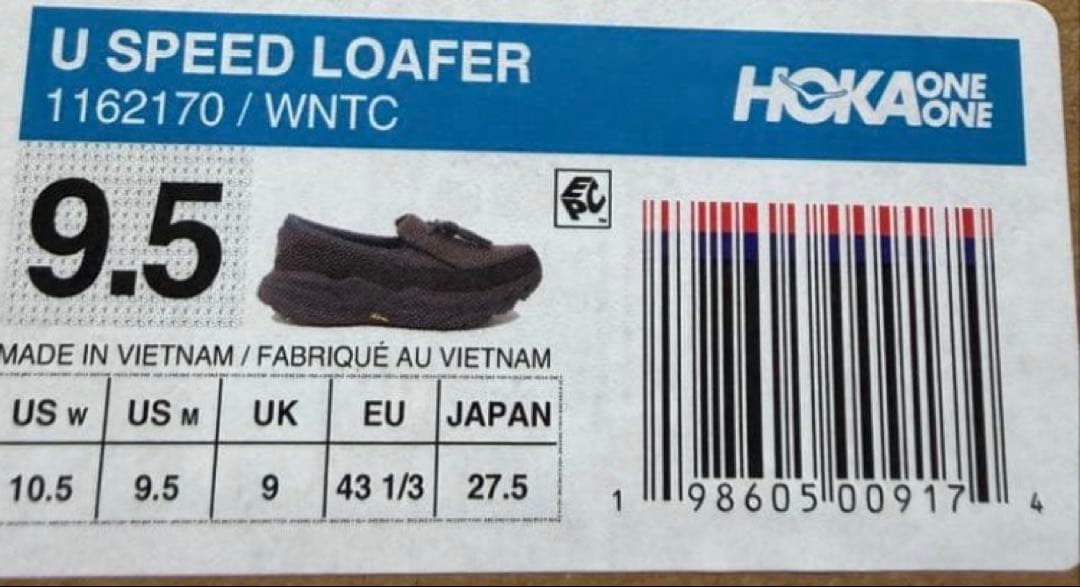 U SPEED LOAFER
1162170 / WNTC
HOKA ONE ONE
9.5
EPC
MADE IN VIETNAM / FABRIQUÉ AU VIETNAM
US W US M UK EU JAPAN
10.5 9.5 9 43 1/3 27.5
1 98605 00917 4